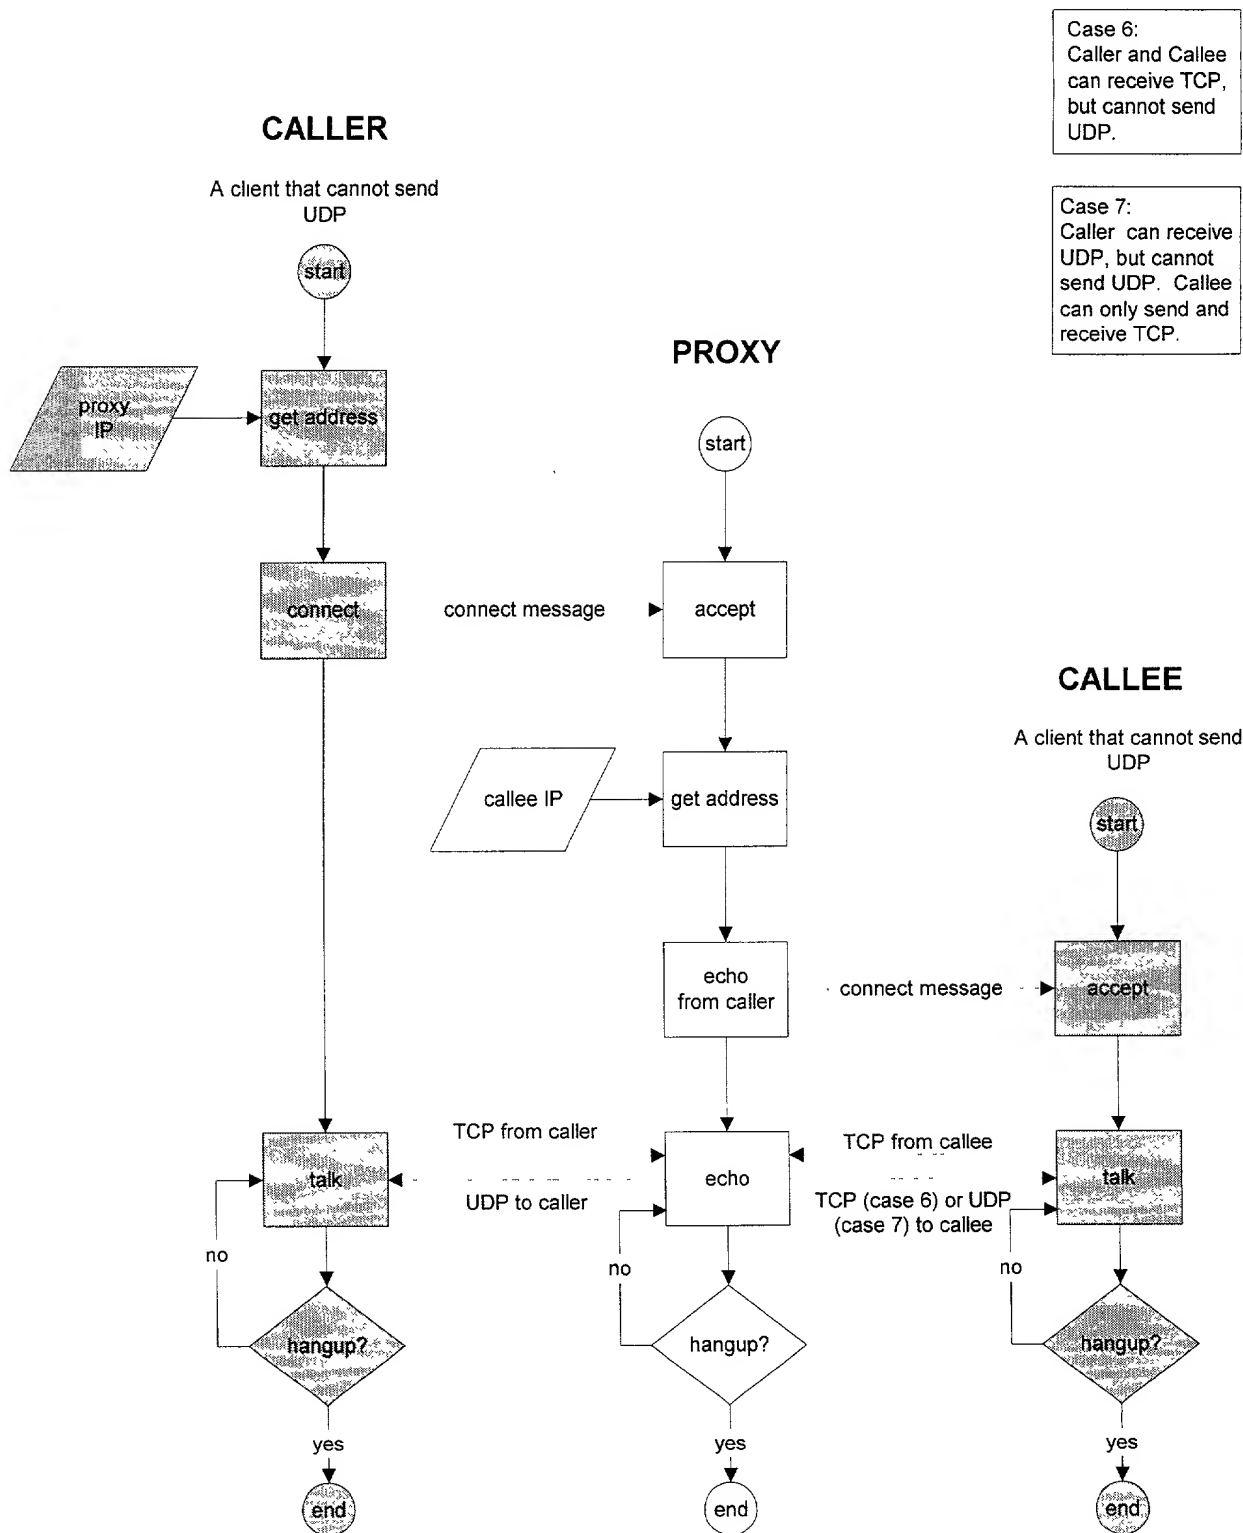 Case 6:
Caller and Callee
can receive TCP,
but cannot send
UDP.
CALLER
A client that cannot send
UDP
Case 7:
Caller can receive
UDP, but cannot
send UDP. Callee
can only send and
receive TCP.
start
PROXY
proxy
IP
get address
start
connect
connect message
accept
CALLEE
A client that cannot send
UDP
callee IP
get address
start
echo
from caller
connect message
accept
TCP from caller
TCP from callee
talk
echo
talk
UDP to caller
TCP (case 6) or UDP
(case 7) to callee
no
no
no
hangup?
hangup?
hangup?
yes
yes
yes
end
end
end